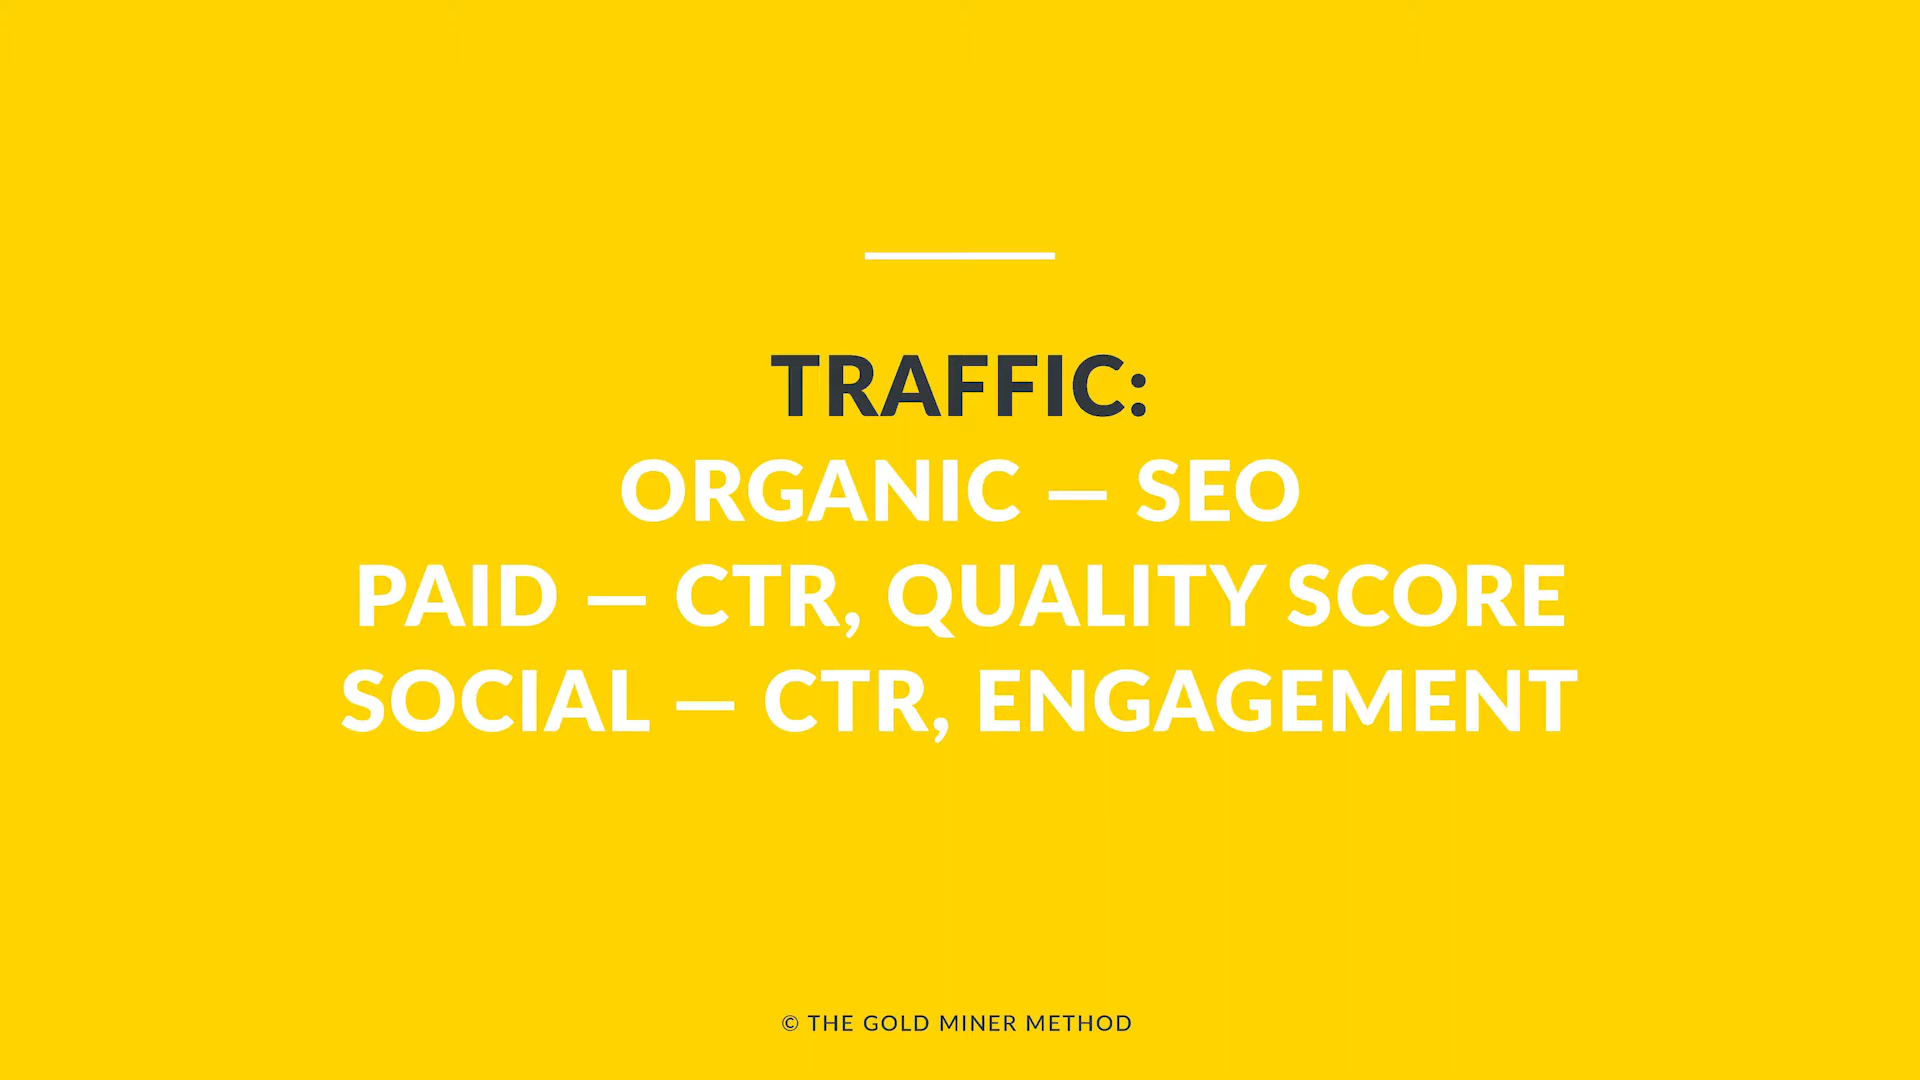 TRAFFIC:
ORGANIC — SEO
PAID — CTR, QUALITY SCORE
SOCIAL — CTR, ENGAGEMENT
© THE GOLD MINER METHOD